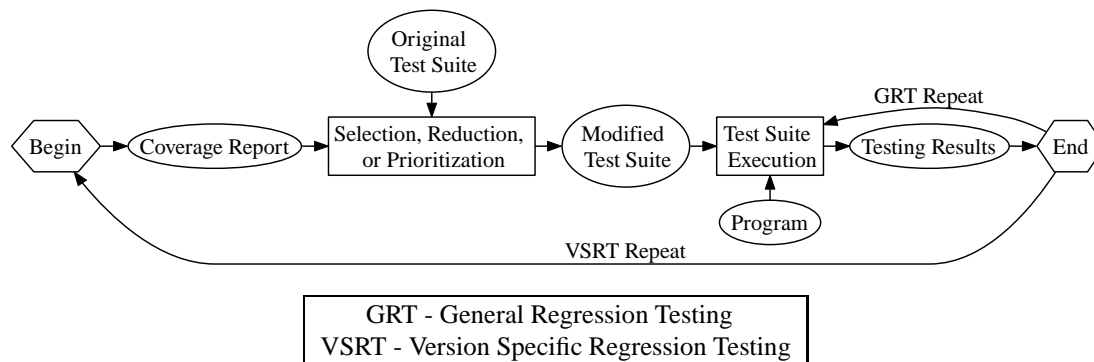 Original
Test Suite
GRT Repeat
Begin
Coverage Report
Selection, Reduction,
or Prioritization
Modified
Test Suite
Test Suite
Execution
Testing Results
End
Program
VSRT Repeat
GRT - General Regression Testing
VSRT - Version Specific Regression Testing